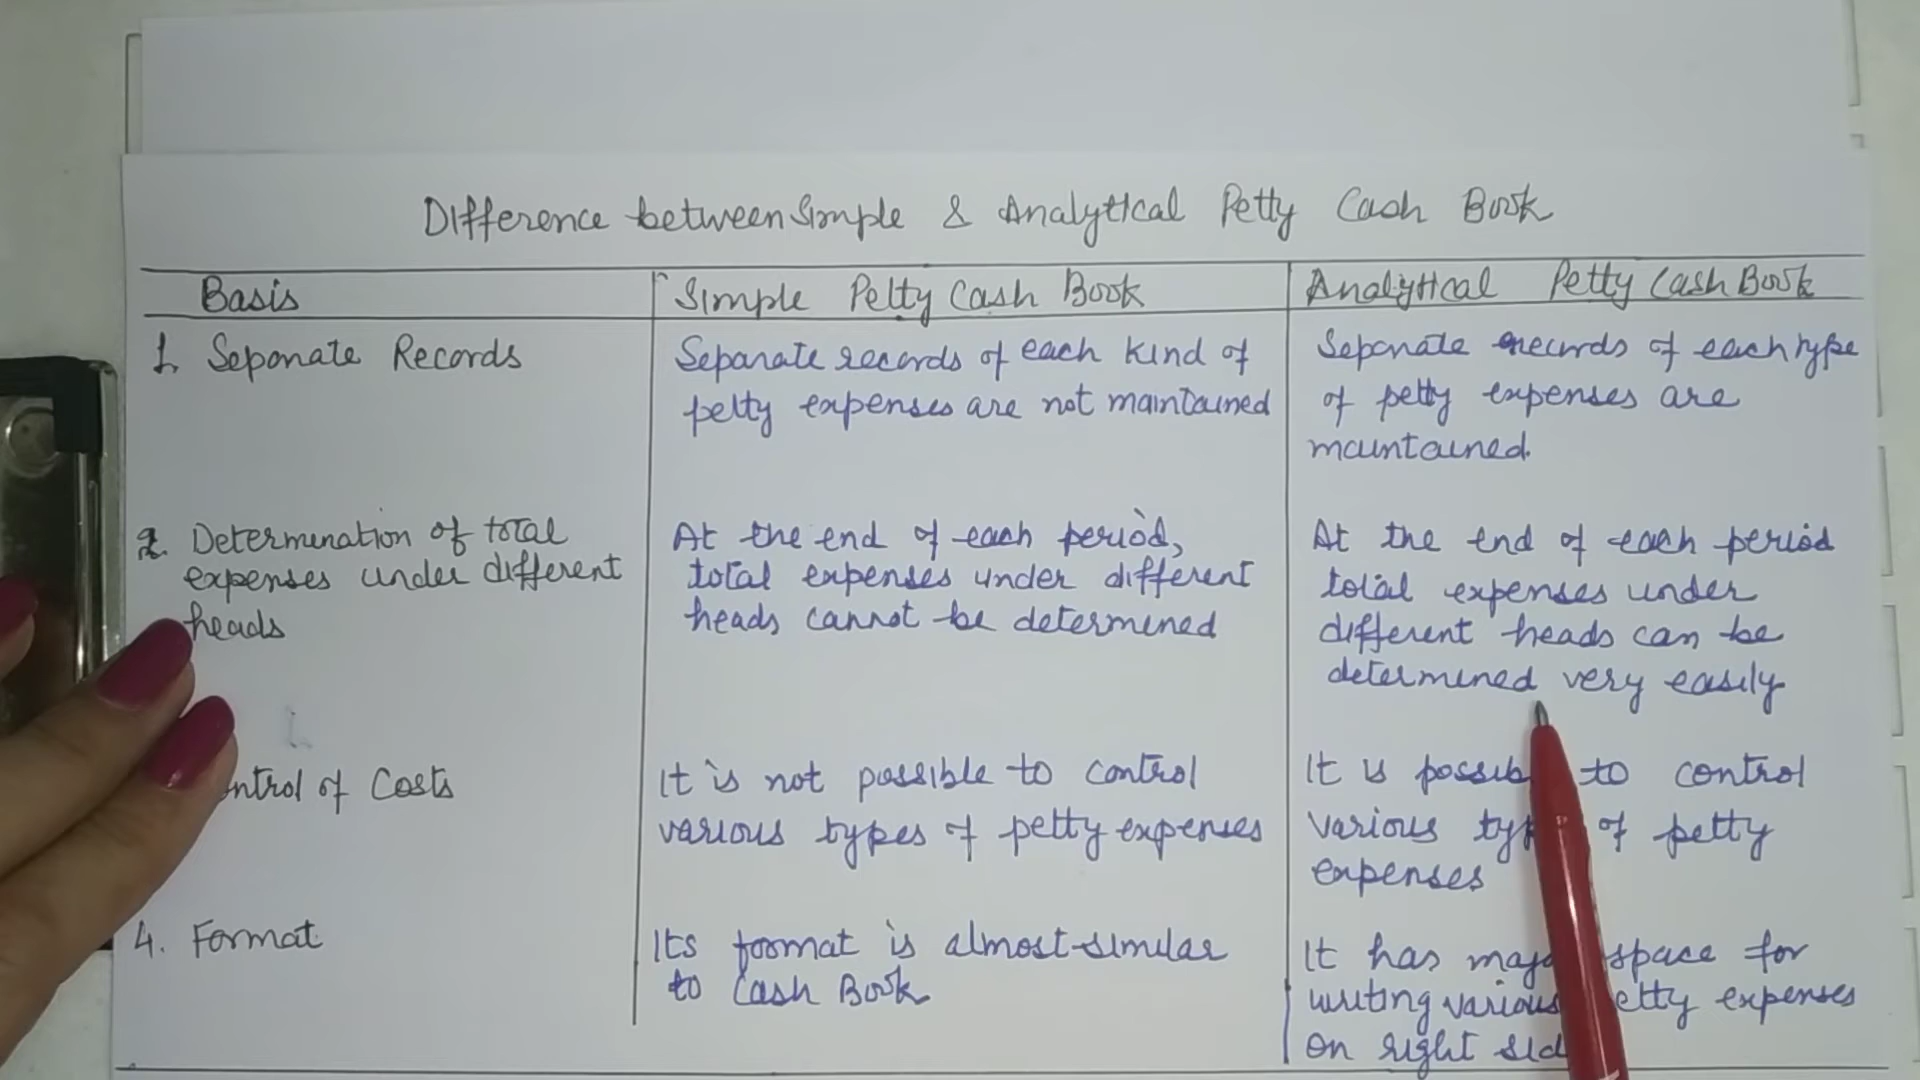 Difference between Simple & Analytical Petty Cash Book
Basis
Simple Petty Cash Book
Analytical Petty Cash Book
1. Separate Records
Separate records of each kind of
petty expenses are not maintained
Separate records of each type
of petty expenses are
maintained.
2. Determination of total
expenses under different
heads
At the end of each period,
total expenses under different
heads cannot be determined
At the end of each period
total expenses under
different heads can be
determined very easily
ntrol of Costs
It is not possible to control
various types of petty expenses
It is possib to control
various typ of petty
expenses
4. Format
Its format is almost similar
to Cash Book
It has space for
writing various etty expenses
on right sid